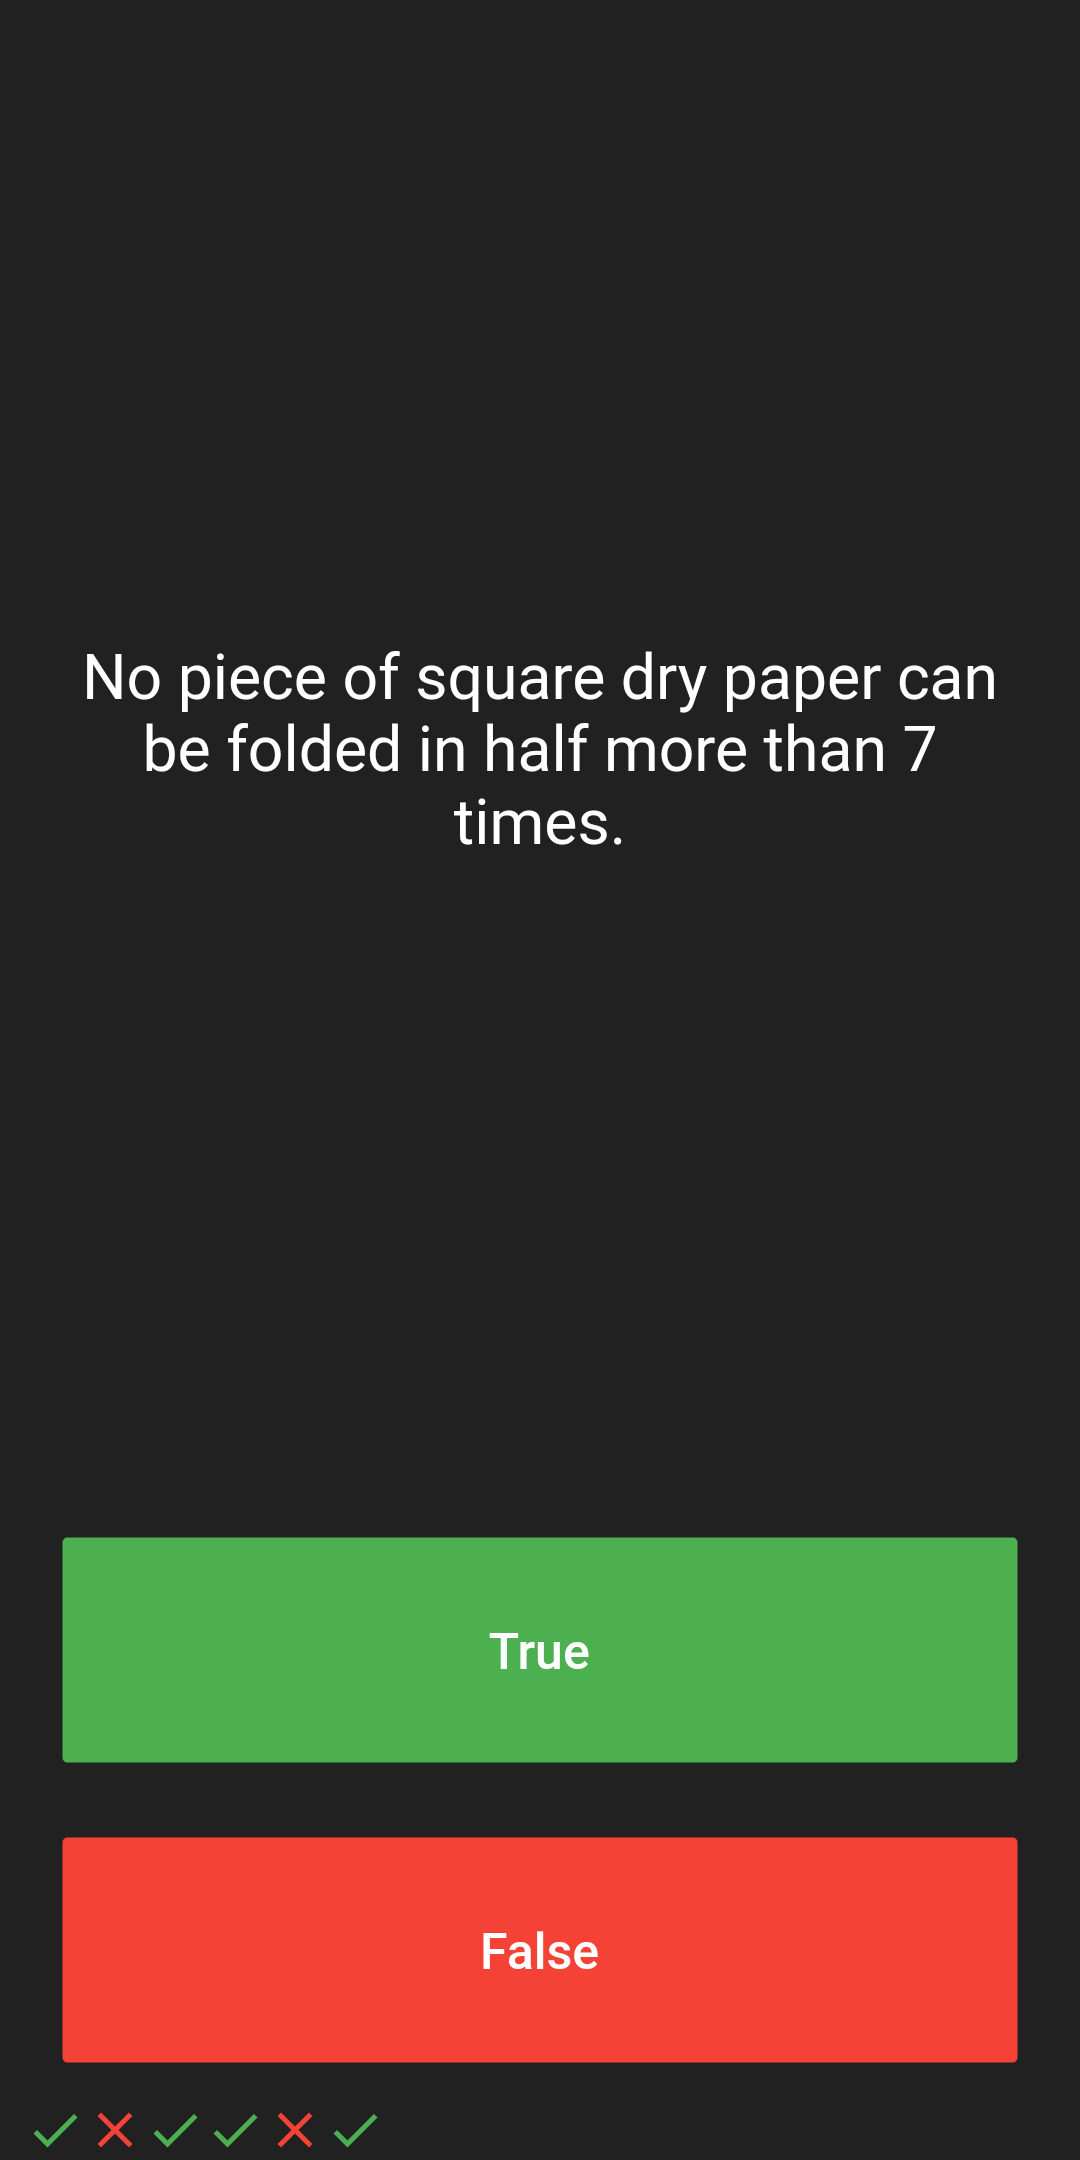 No piece of square dry paper can
be folded in half more than 7
times.
True
False